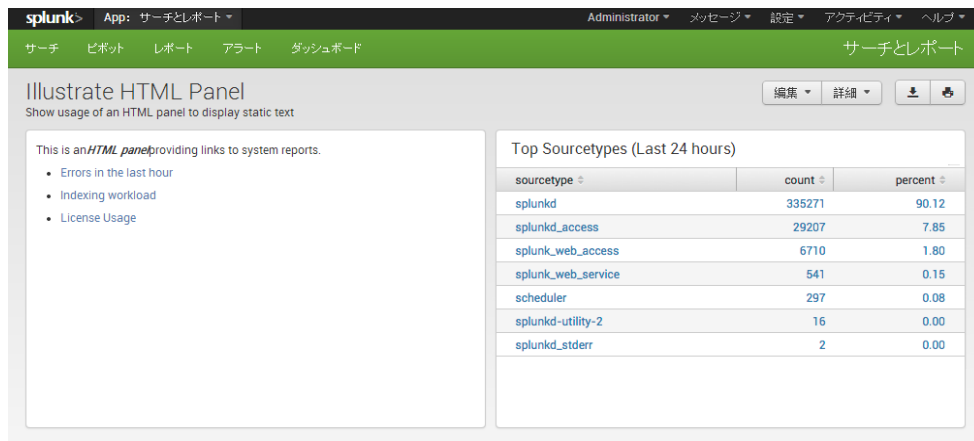 splunk> App: サーチとレポート Administrator メッセージ 設定 アクティビティ ヘルプ
サーチ ピボット レポート アラート ダッシュボード サーチとレポート
Illustrate HTML Panel 編集 詳細
Show usage of an HTML panel to display static text
This is an HTML panel providing links to system reports.
Errors in the last hour
Indexing workload
License Usage
Top Sourcetypes (Last 24 hours)
sourcetype count percent
splunkd 335271 90.12
splunkd_access 29207 7.85
splunk_web_access 6710 1.80
splunk_web_service 541 0.15
scheduler 297 0.08
splunkd-utility-2 16 0.00
splunkd_stderr 2 0.00